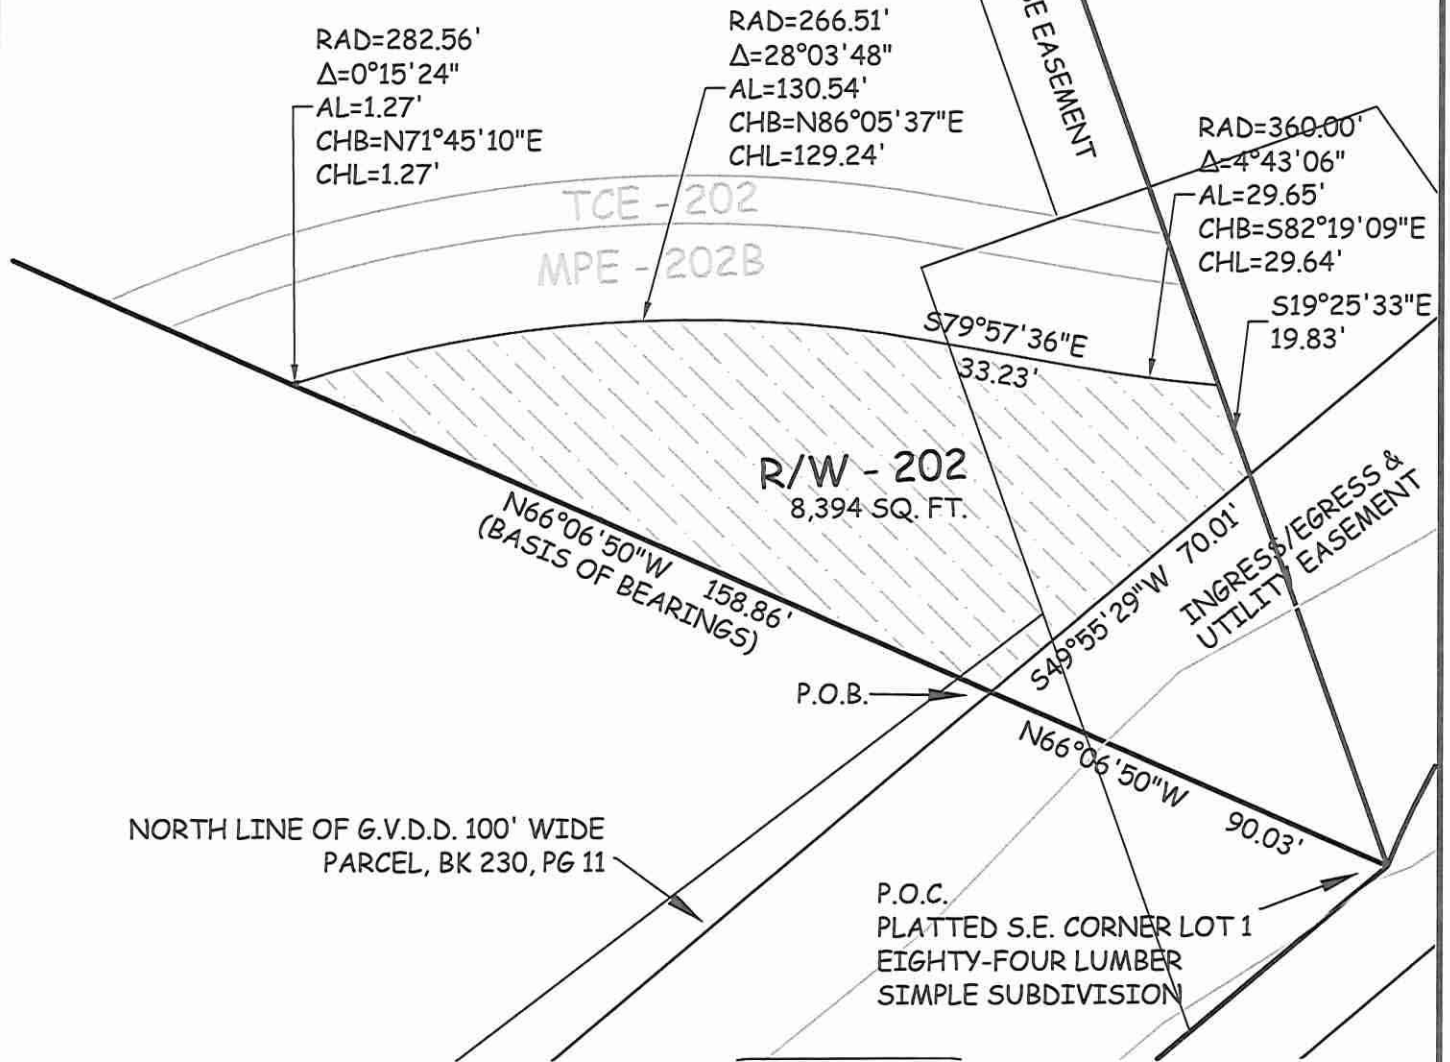 RAD=282.56'
Δ=0°15'24"
AL=1.27'
CHB=N71°45'10"E
CHL=1.27'
RAD=266.51'
Δ=28°03'48"
AL=130.54'
CHB=N86°05'37"E
CHL=129.24'
EASEMENT
RAD=360.00'
Δ=4°43'06"
AL=29.65'
CHB=S82°19'09"E
CHL=29.64'
S19°25'33"E
19.83'
TCE - 202
MPE - 202B
S79°57'36"E
33.23'
R/W - 202
8,394 SQ. FT.
N66°06'50"W 158.86'
(BASIS OF BEARINGS)
S49°55'29"W 70.01'
INGRESS/EGRESS &
UTILITY EASEMENT
P.O.B.
N66°06'50"W 90.03'
NORTH LINE OF G.V.D.D. 100' WIDE
PARCEL, BK 230, PG 11
P.O.C.
PLATTED S.E. CORNER LOT 1
EIGHTY-FOUR LUMBER
SIMPLE SUBDIVISION